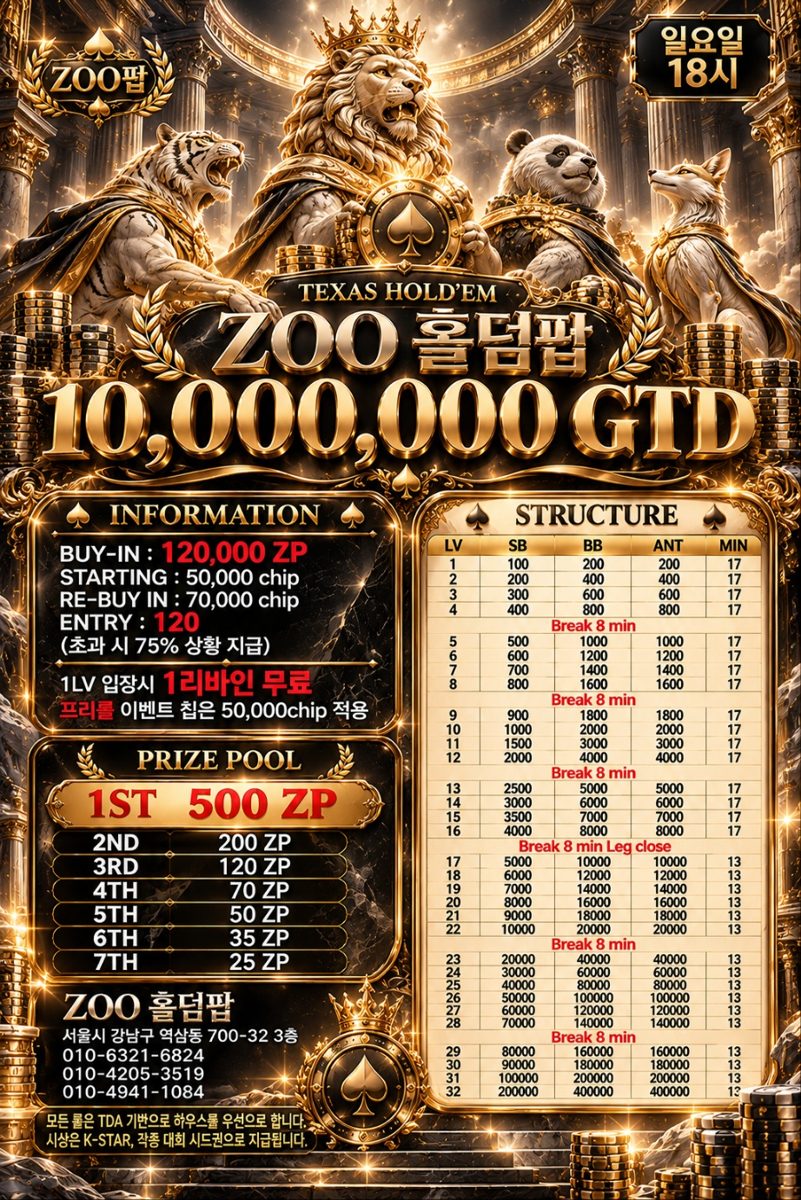 ZOO팝
일요일
18시
TEXAS HOLD'EM
ZOO 홀덤팝
10,000,000 GTD
INFORMATION
BUY-IN : 120,000 ZP
STARTING : 50,000 chip
RE-BUY IN : 70,000 chip
ENTRY : 120
(초과 시 75% 상황 지급)
1LV 입장시 1리바인 무료
프리롤 이벤트 칩은 50,000chip 적용
PRIZE POOL
1ST 500 ZP
2ND 200 ZP
3RD 120 ZP
4TH 70 ZP
5TH 50 ZP
6TH 35 ZP
7TH 25 ZP
ZOO 홀덤팝
서울시 강남구 역삼동 700-32 3층
010-6321-6824
010-4205-3519
010-4941-1084
모든 룰은 TDA 기반으로 하우스룰 우선으로 합니다.
시상은 K-STAR, 각종 대회 시드권으로 지급됩니다.
STRUCTURE
LV SB BB ANT MIN
1 100 200 200 17
2 200 400 400 17
3 300 600 600 17
4 400 800 800 17
Break 8 min
5 500 1000 1000 17
6 600 1200 1200 17
7 700 1400 1400 17
8 800 1600 1600 17
Break 8 min
9 900 1800 1800 17
10 1000 2000 2000 17
11 1500 3000 3000 17
12 2000 4000 4000 17
Break 8 min
13 2500 5000 5000 17
14 3000 6000 6000 17
15 3500 7000 7000 17
16 4000 8000 8000 17
Break 8 min Leg close
17 5000 10000 10000 13
18 6000 12000 12000 13
19 7000 14000 14000 13
20 8000 16000 16000 13
21 9000 18000 18000 13
22 10000 20000 20000 13
Break 8 min
23 20000 40000 40000 13
24 30000 60000 60000 13
25 40000 80000 80000 13
26 50000 100000 100000 13
27 60000 120000 120000 13
28 70000 140000 140000 13
Break 8 min
29 80000 160000 160000 13
30 90000 180000 180000 13
31 100000 200000 200000 13
32 200000 400000 400000 13